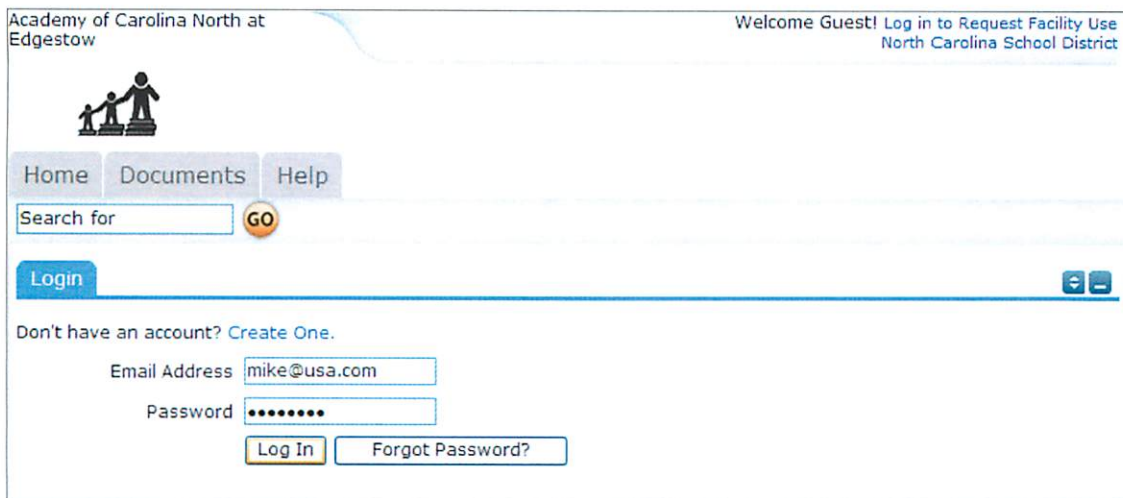 Academy of Carolina North at
Edgestow
Welcome Guest! Log in to Request Facility Use
North Carolina School District
Home Documents Help
Search for GO
Login
Don't have an account? Create One.
Email Address mike@usa.com
Password ••••••••
Log In Forgot Password?